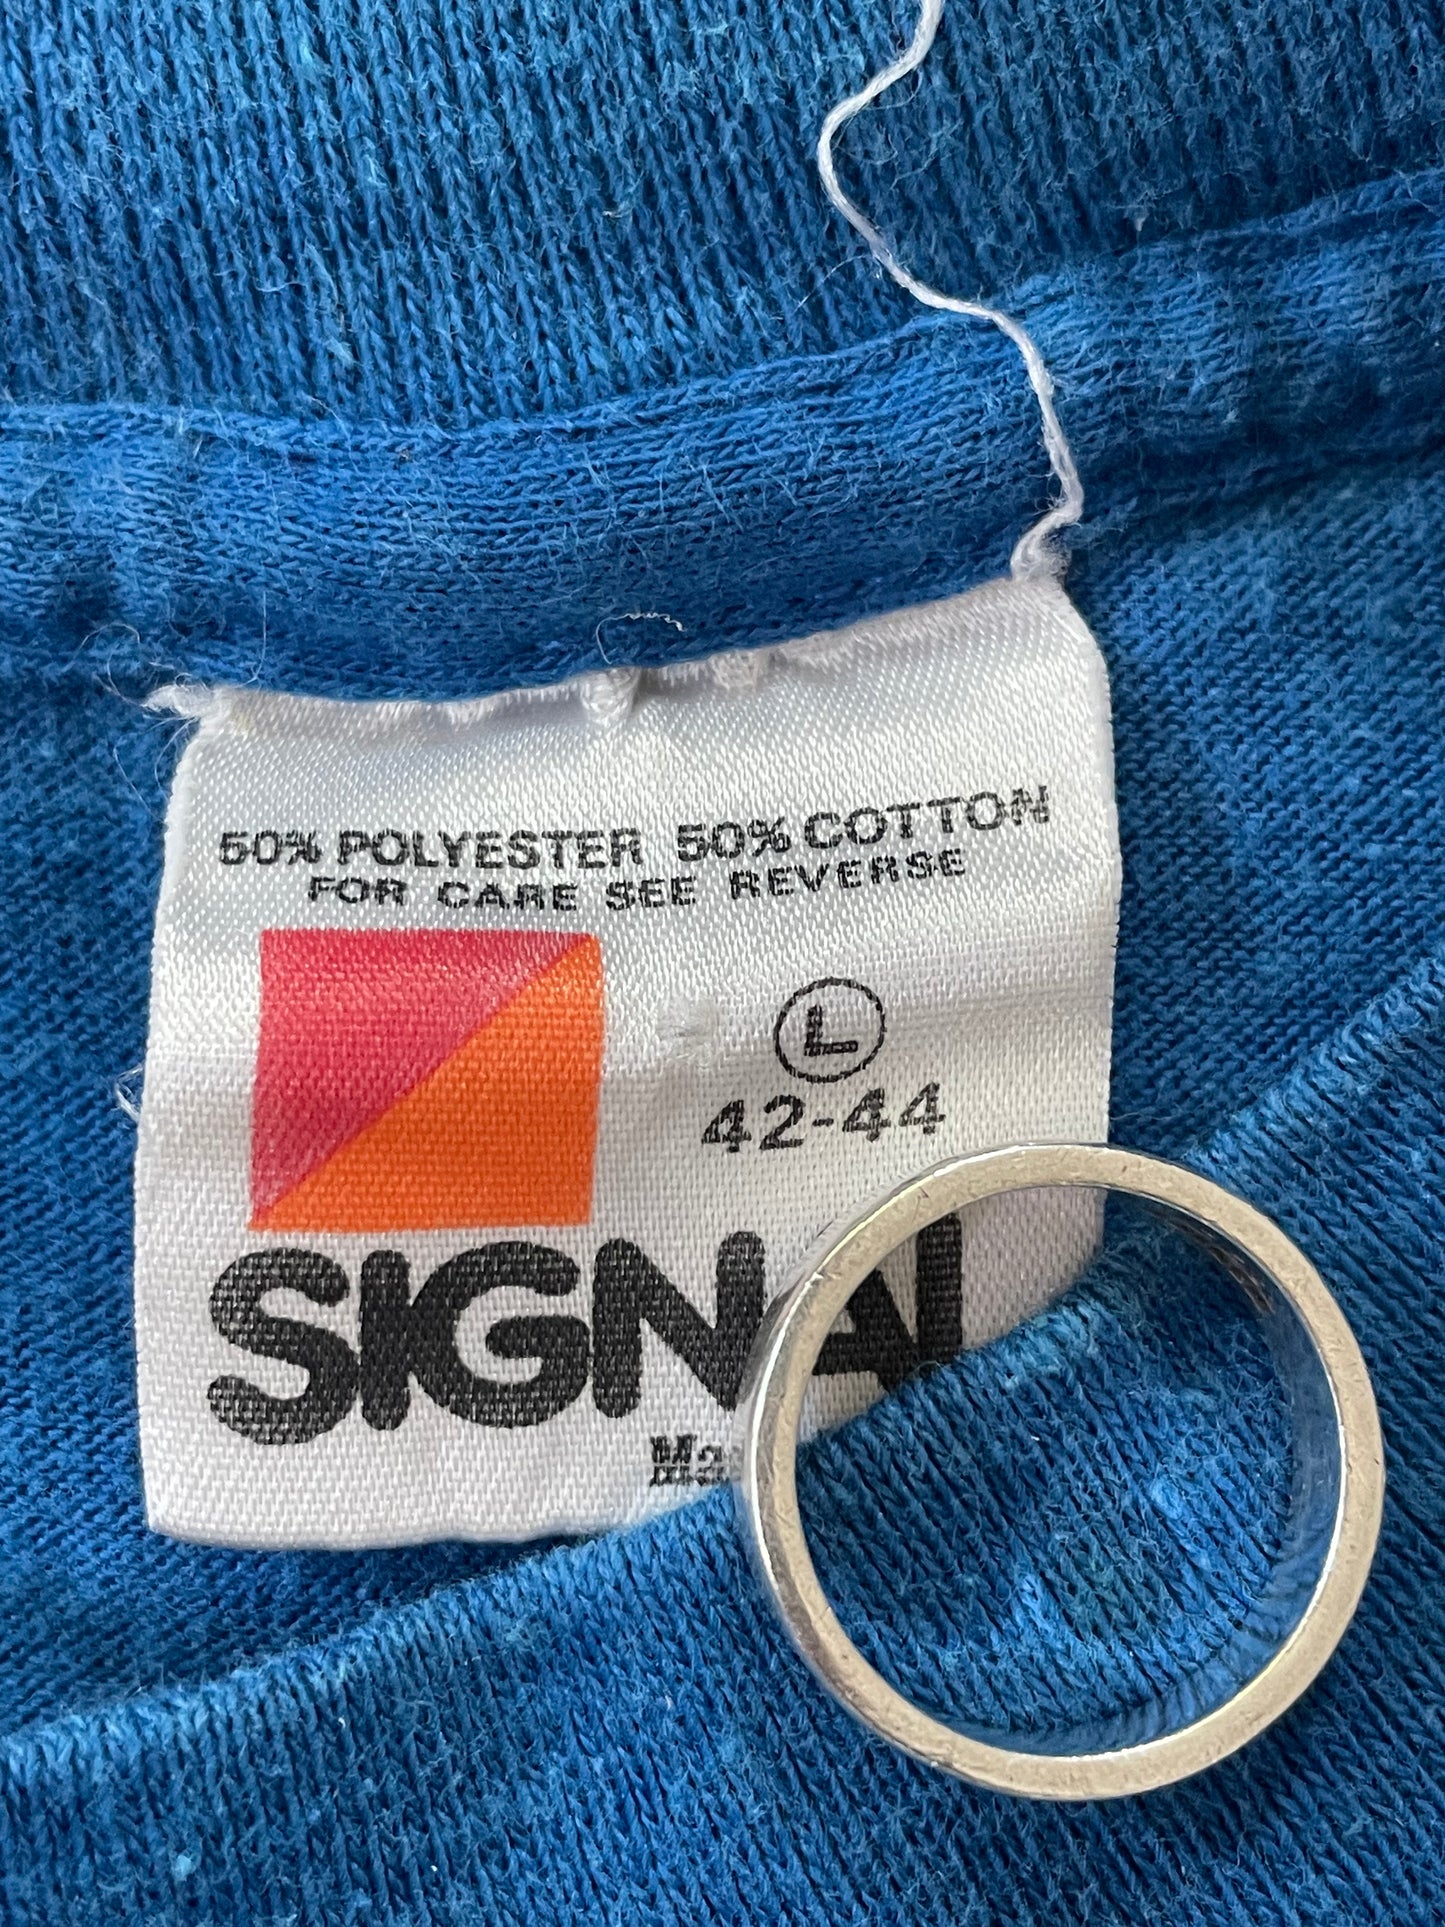 50% POLYESTER 50% COTTON
FOR CARE SEE REVERSE
L
42-44
SIGNAL